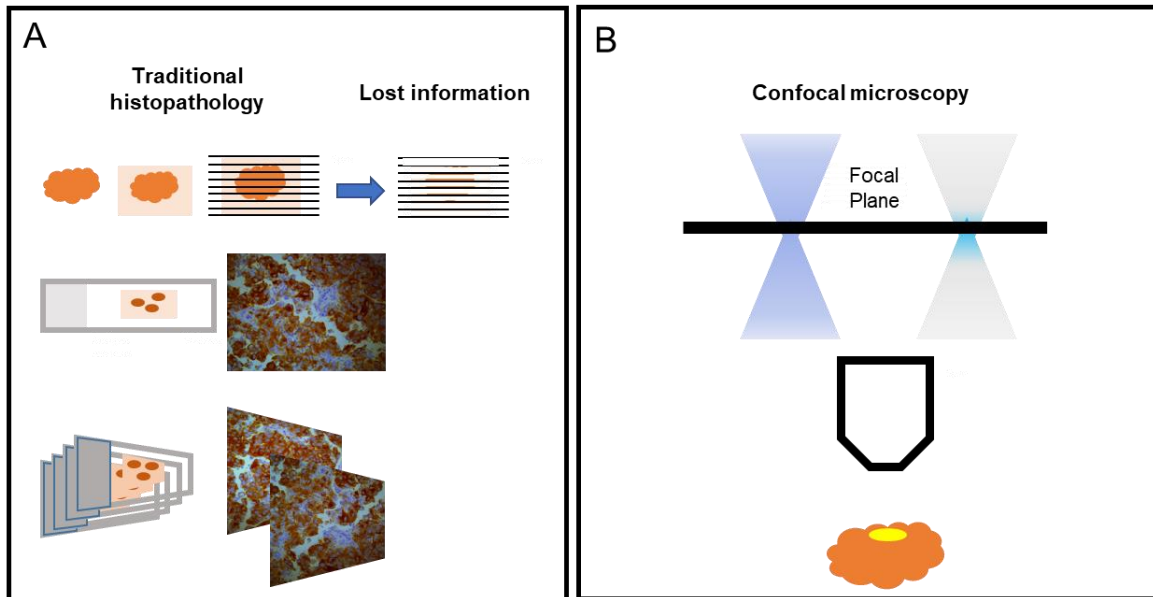 A
Traditional
histopathology
Lost information
B
Confocal microscopy
Focal
Plane